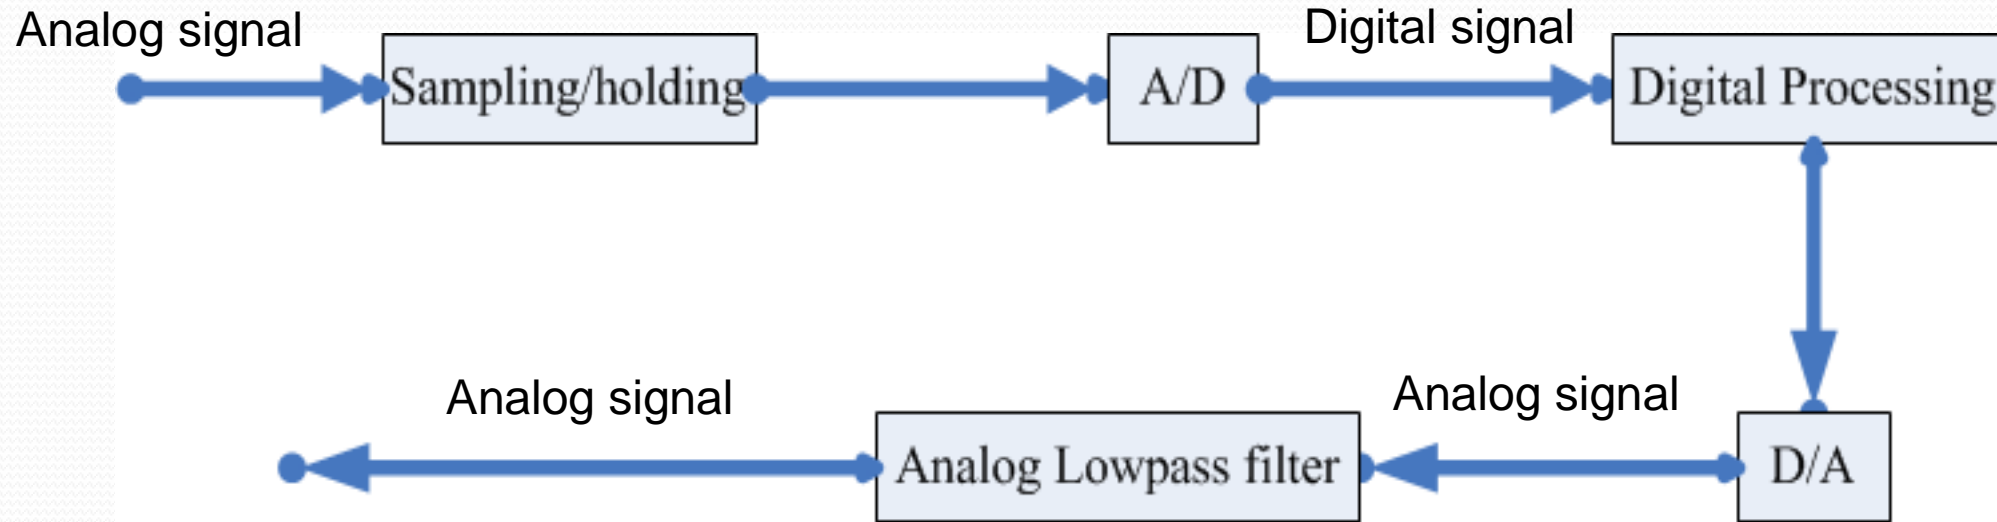 Analog signal
Sampling/holding
A/D
Digital signal
Digital Processing
Analog signal
Analog Lowpass filter
Analog signal
D/A